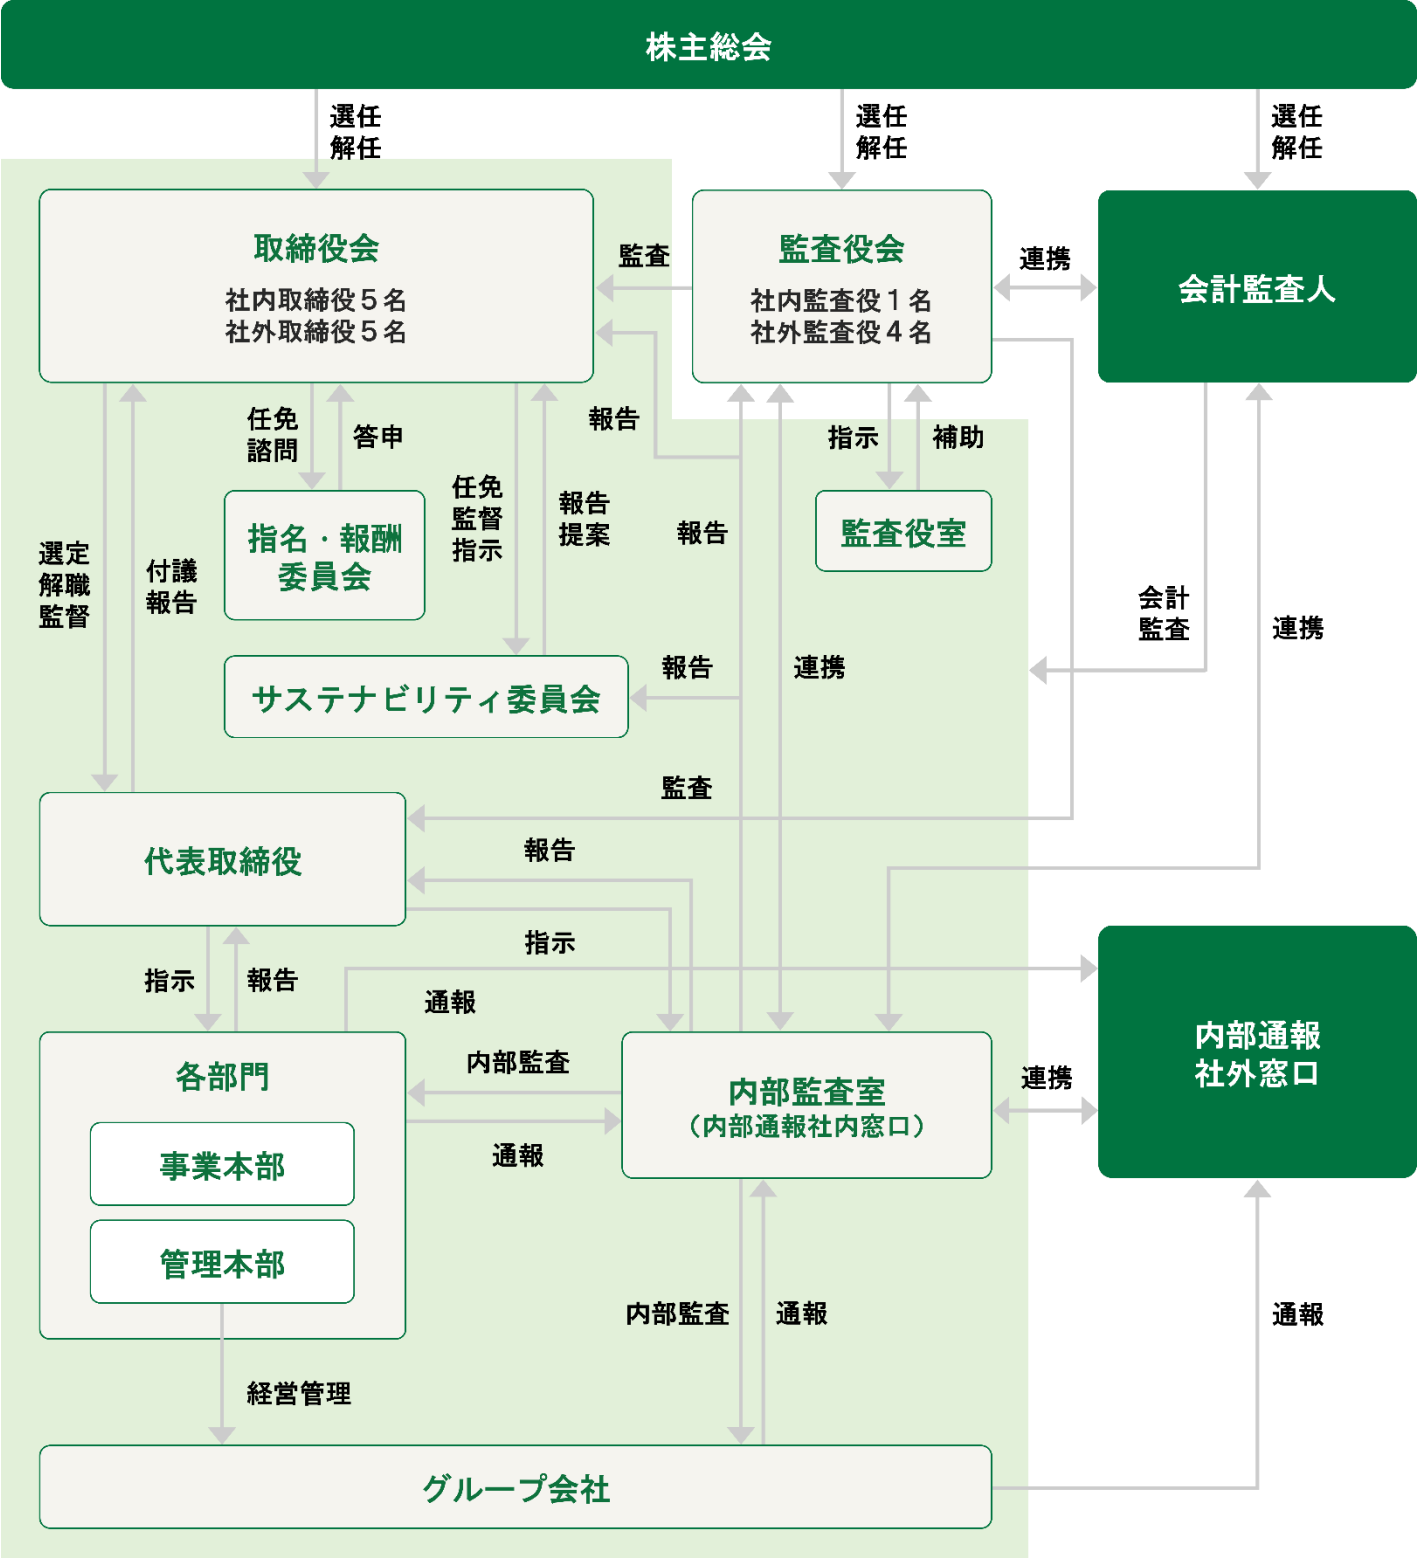 株主総会
選任
解任
選任
解任
選任
解任
取締役会
社内取締役５名
社外取締役５名
監査
監査役会
社内監査役１名
社外監査役４名
連携
会計監査人
任免
諮問
答申
報告
指示
補助
任免
監督
指示
報告
提案
報告
指名・報酬
委員会
監査役室
選定
解職
監督
付議
報告
会計
監査
連携
サステナビリティ委員会
報告
連携
監査
代表取締役
報告
指示
指示
報告
通報
各部門
内部監査
通報
事業本部
管理本部
内部監査室
（内部通報社内窓口）
連携
内部通報
社外窓口
内部監査
通報
通報
経営管理
グループ会社